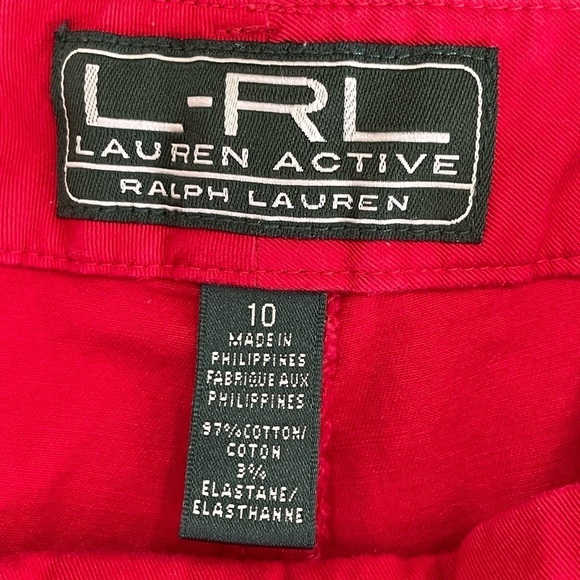 L-RL
LAUREN ACTIVE
RALPH LAUREN
10
MADE IN
PHILIPPINES
FABRIQUE AUX
PHILIPPINES
97% COTTON/
COTON
3%
ELASTANE/
ELASTHANNE